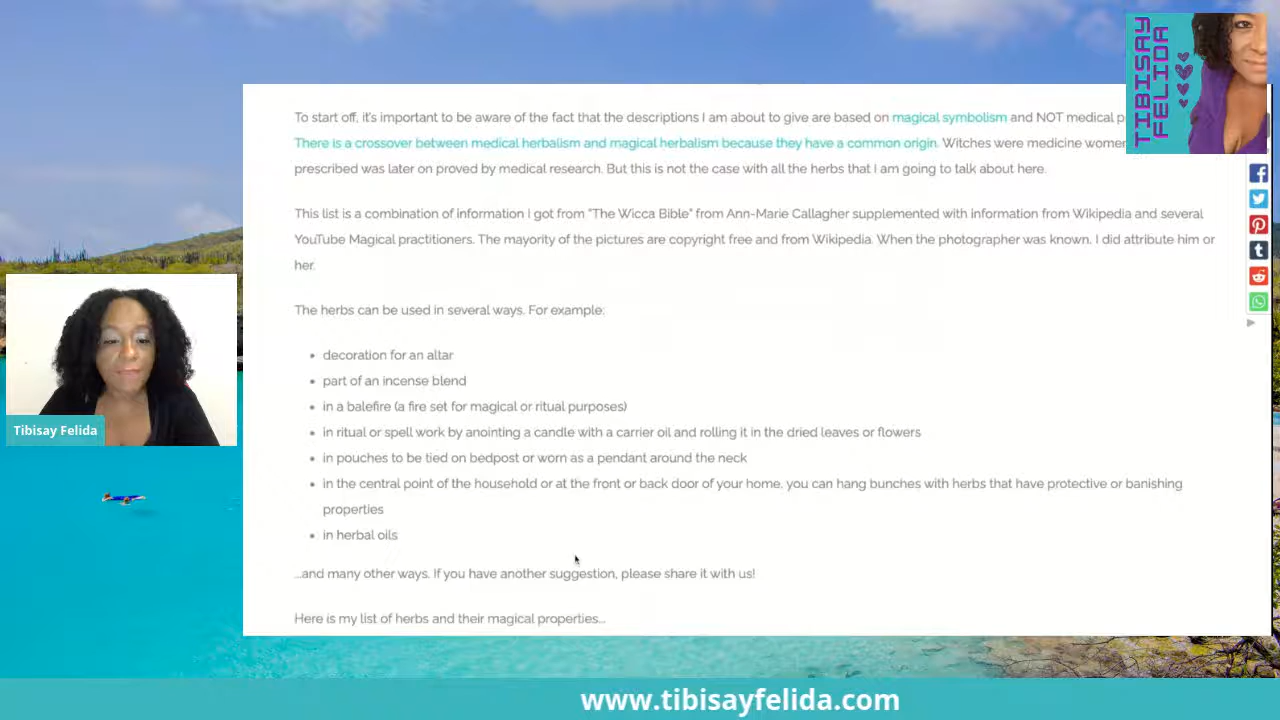 TIBISAY
FELIDA
To start off, it's important to be aware of the fact that the descriptions I am about to give are based on magical symbolism and NOT medical
There is a crossover between medical herbalism and magical herbalism because they have a common origin. Witches were medicine
prescribed was later on proved by medical research. But this is not the case with all the herbs that I am going to talk about here.
This list is a combination of information I got from "The Wicca Bible" from Ann-Marie Callagher supplemented with information from Wikipedia and several
YouTube Magical practitioners. The mayority of the pictures are copyright free and from Wikipedia. When the photographer was known. I did attribute him or
her.
The herbs can be used in several ways. For example:
• decoration for an altar
• part of an incense blend
• in a balefire (a fire set for magical or ritual purposes)
• in ritual or spell work by anointing a candle with a carrier oil and rolling it in the dried leaves or flowers
• in pouches to be tied on bedpost or worn as a pendant around the neck
• in the central point of the household or at the front or back door of your home. you can hang bunches with herbs that have protective or banishing
properties
• in herbal oils
...and many other ways. If you have another suggestion, please share it with us!
Here is my list of herbs and their magical properties...
Tibisay Felida
www.tibisayfelida.com